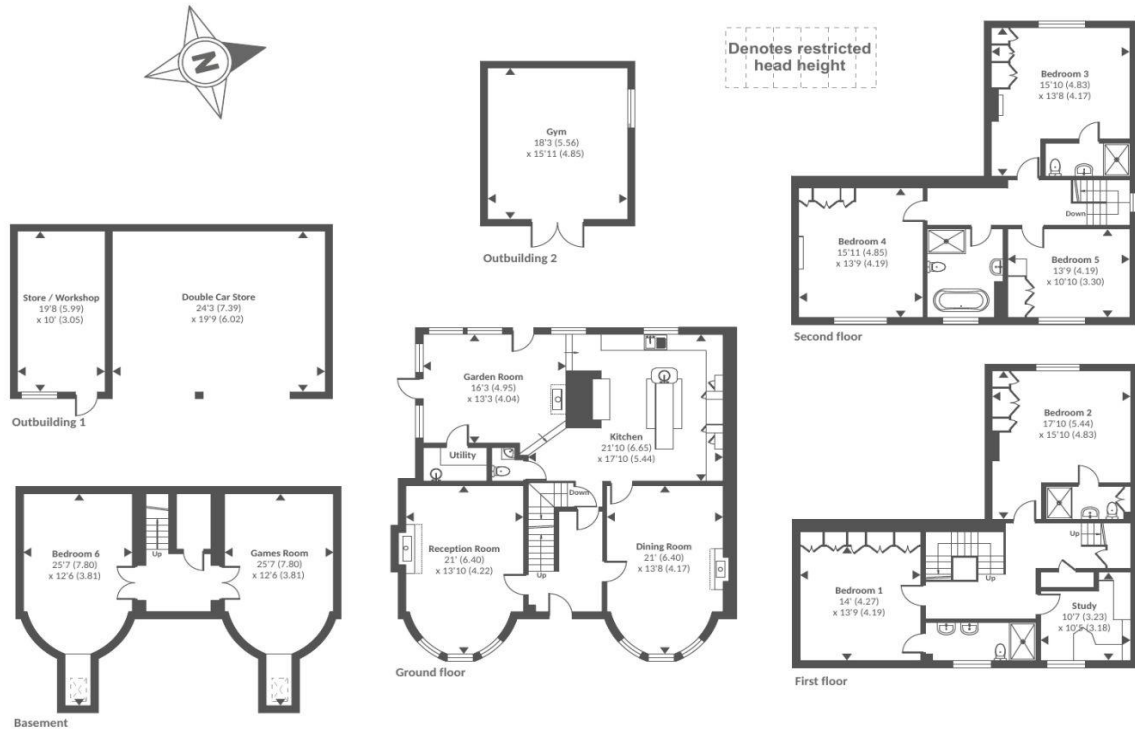 N
Denotes restricted
head height
Gym
18'3 (5.56)
x 15'11 (4.85)
Outbuilding 2
Store / Workshop
19'8 (5.99)
x 10' (3.05)
Double Car Store
24'3 (7.39)
x 19'9 (6.02)
Outbuilding 1
Bedroom 3
15'10 (4.83)
x 13'8 (4.17)
Down
Bedroom 4
15'11 (4.85)
x 13'9 (4.19)
Bedroom 5
13'9 (4.19)
x 10'10 (3.30)
Second floor
Garden Room
16'3 (4.95)
x 13'3 (4.04)
Kitchen
21'10 (6.65)
x 17'10 (5.44)
Utility
Down
Reception Room
21' (6.40)
x 13'10 (4.22)
Up
Dining Room
21' (6.40)
x 13'8 (4.17)
Ground floor
Bedroom 6
25'7 (7.80)
x 12'6 (3.81)
Up
Games Room
25'7 (7.80)
x 12'6 (3.81)
Basement
Bedroom 2
17'10 (5.44)
x 15'10 (4.83)
Up
Up
Bedroom 1
14' (4.27)
x 13'9 (4.19)
Study
10'7 (3.23)
x 10'5 (3.18)
First floor